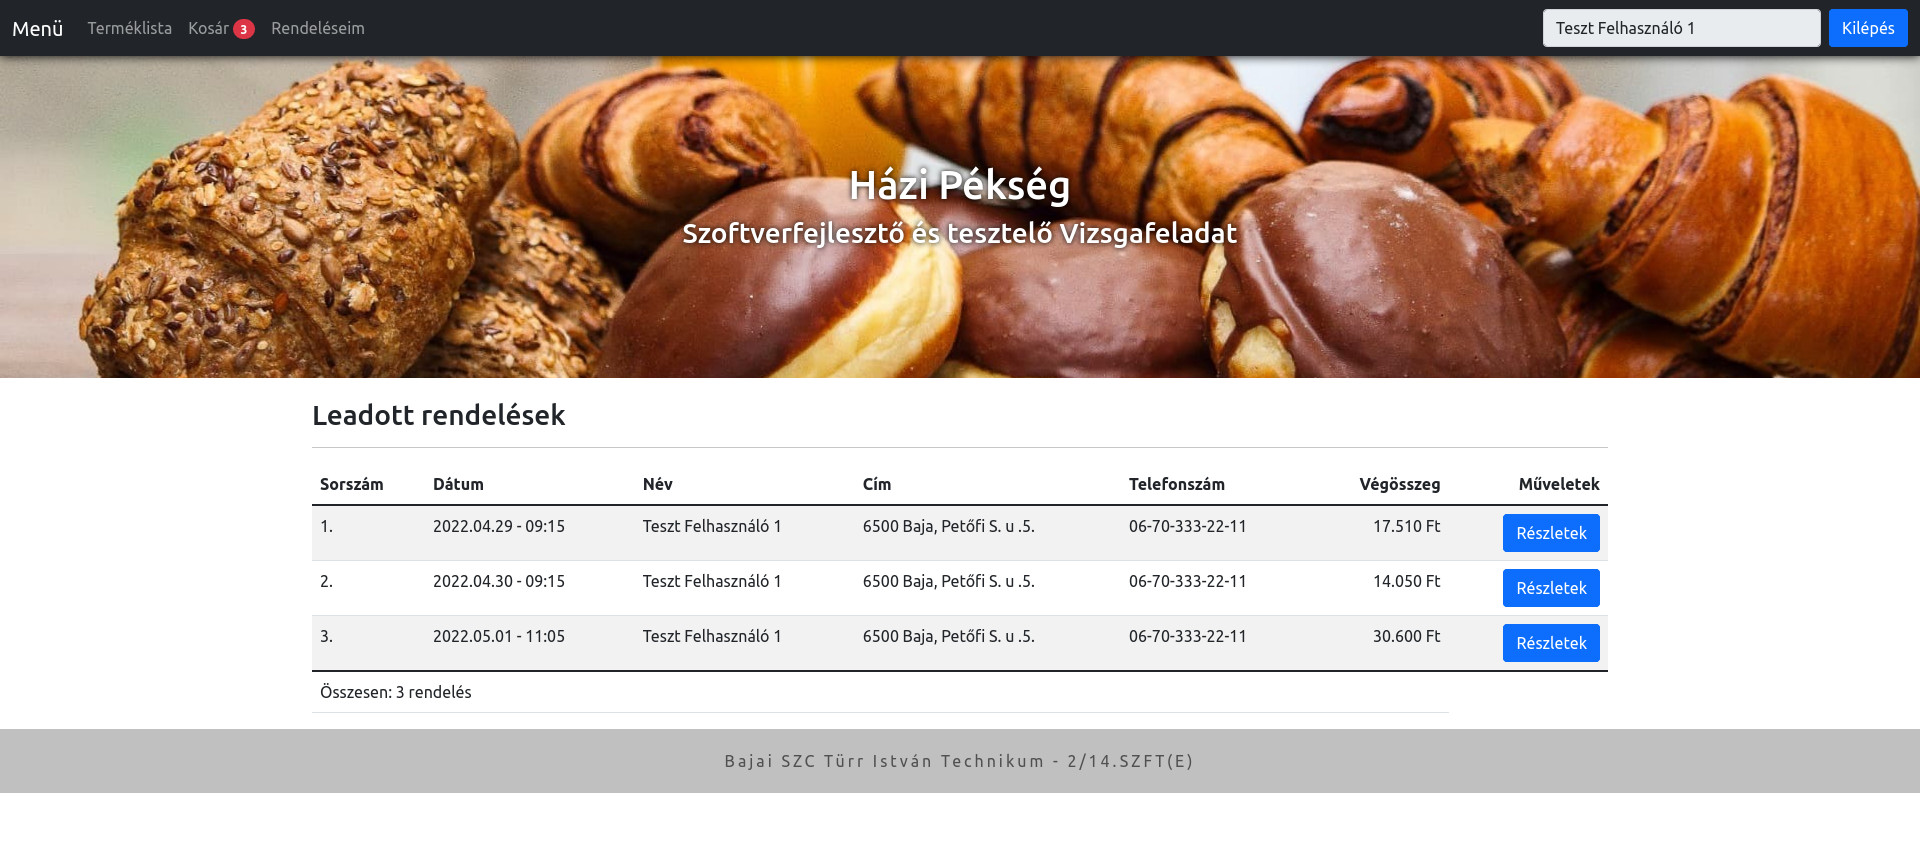 Menü Terméklista Kosár 3 Rendeléseim Teszt Felhasználó 1 Kilépés
Házi Pékség
Szoftverfejlesztő és tesztelő Vizsgafeladat
Leadott rendelések
Sorszám Dátum Név Cím Telefonszám Végösszeg Műveletek
1. 2022.04.29 - 09:15 Teszt Felhasználó 1 6500 Baja, Petőfi S. u .5. 06-70-333-22-11 17.510 Ft Részletek
2. 2022.04.30 - 09:15 Teszt Felhasználó 1 6500 Baja, Petőfi S. u .5. 06-70-333-22-11 14.050 Ft Részletek
3. 2022.05.01 - 11:05 Teszt Felhasználó 1 6500 Baja, Petőfi S. u .5. 06-70-333-22-11 30.600 Ft Részletek
Összesen: 3 rendelés
Bajai SZC Türr István Technikum - 2/14.SZFT(E)